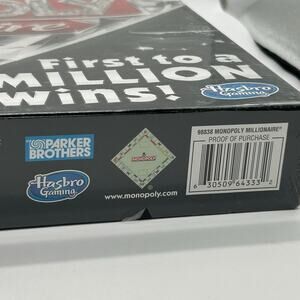 First to a
MILLION
wins!
Hasbro
Gaming
PARKER
BROTHERS
Hasbro
Gaming
MONOPOLY
www.monopoly.com
98838 MONOPOLY MILLIONAIRE®
PROOF OF PURCHASE
6 30509 64333